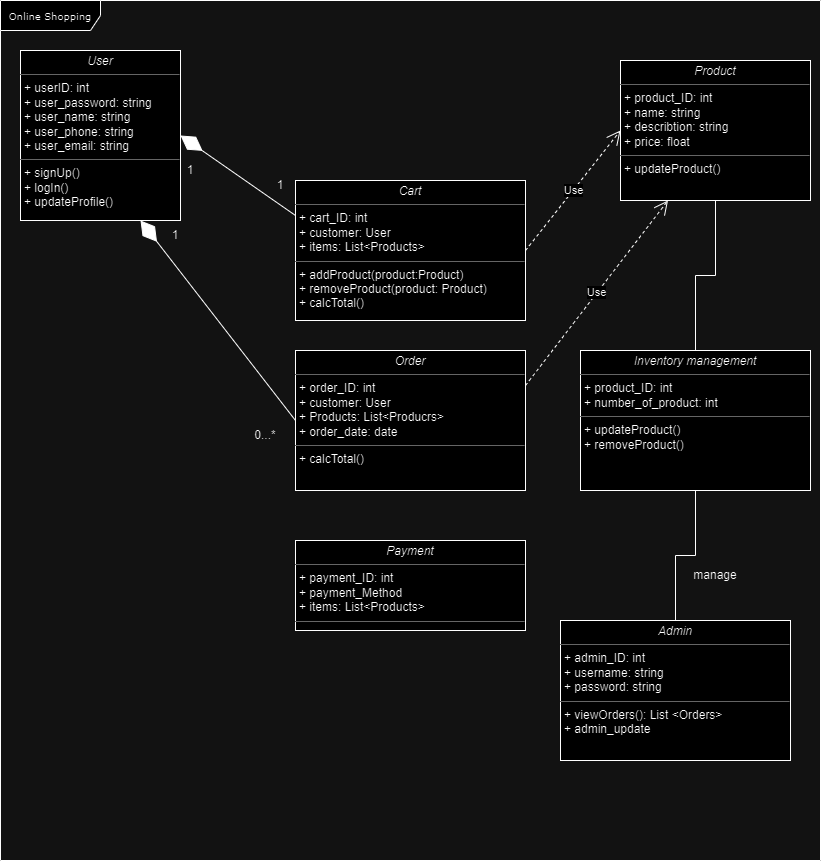 Online Shopping
User
+ userID: int
+ user_password: string
+ user_name: string
+ user_phone: string
+ user_email: string
+ signUp()
+ logIn()
+ updateProfile()
1
1
1
0...*
Cart
+ cart_ID: int
+ customer: User
+ items: List<Products>
+ addProduct(product:Product)
+ removeProduct(product: Product)
+ calcTotal()
Use
Product
+ product_ID: int
+ name: string
+ describtion: string
+ price: float
+ updateProduct()
Use
Order
+ order_ID: int
+ customer: User
+ Products: List<Producrs>
+ order_date: date
+ calcTotal()
Inventory management
+ product_ID: int
+ number_of_product: int
+ updateProduct()
+ removeProduct()
Payment
+ payment_ID: int
+ payment_Method
+ items: List<Products>
manage
Admin
+ admin_ID: int
+ username: string
+ password: string
+ viewOrders(): List <Orders>
+ admin_update